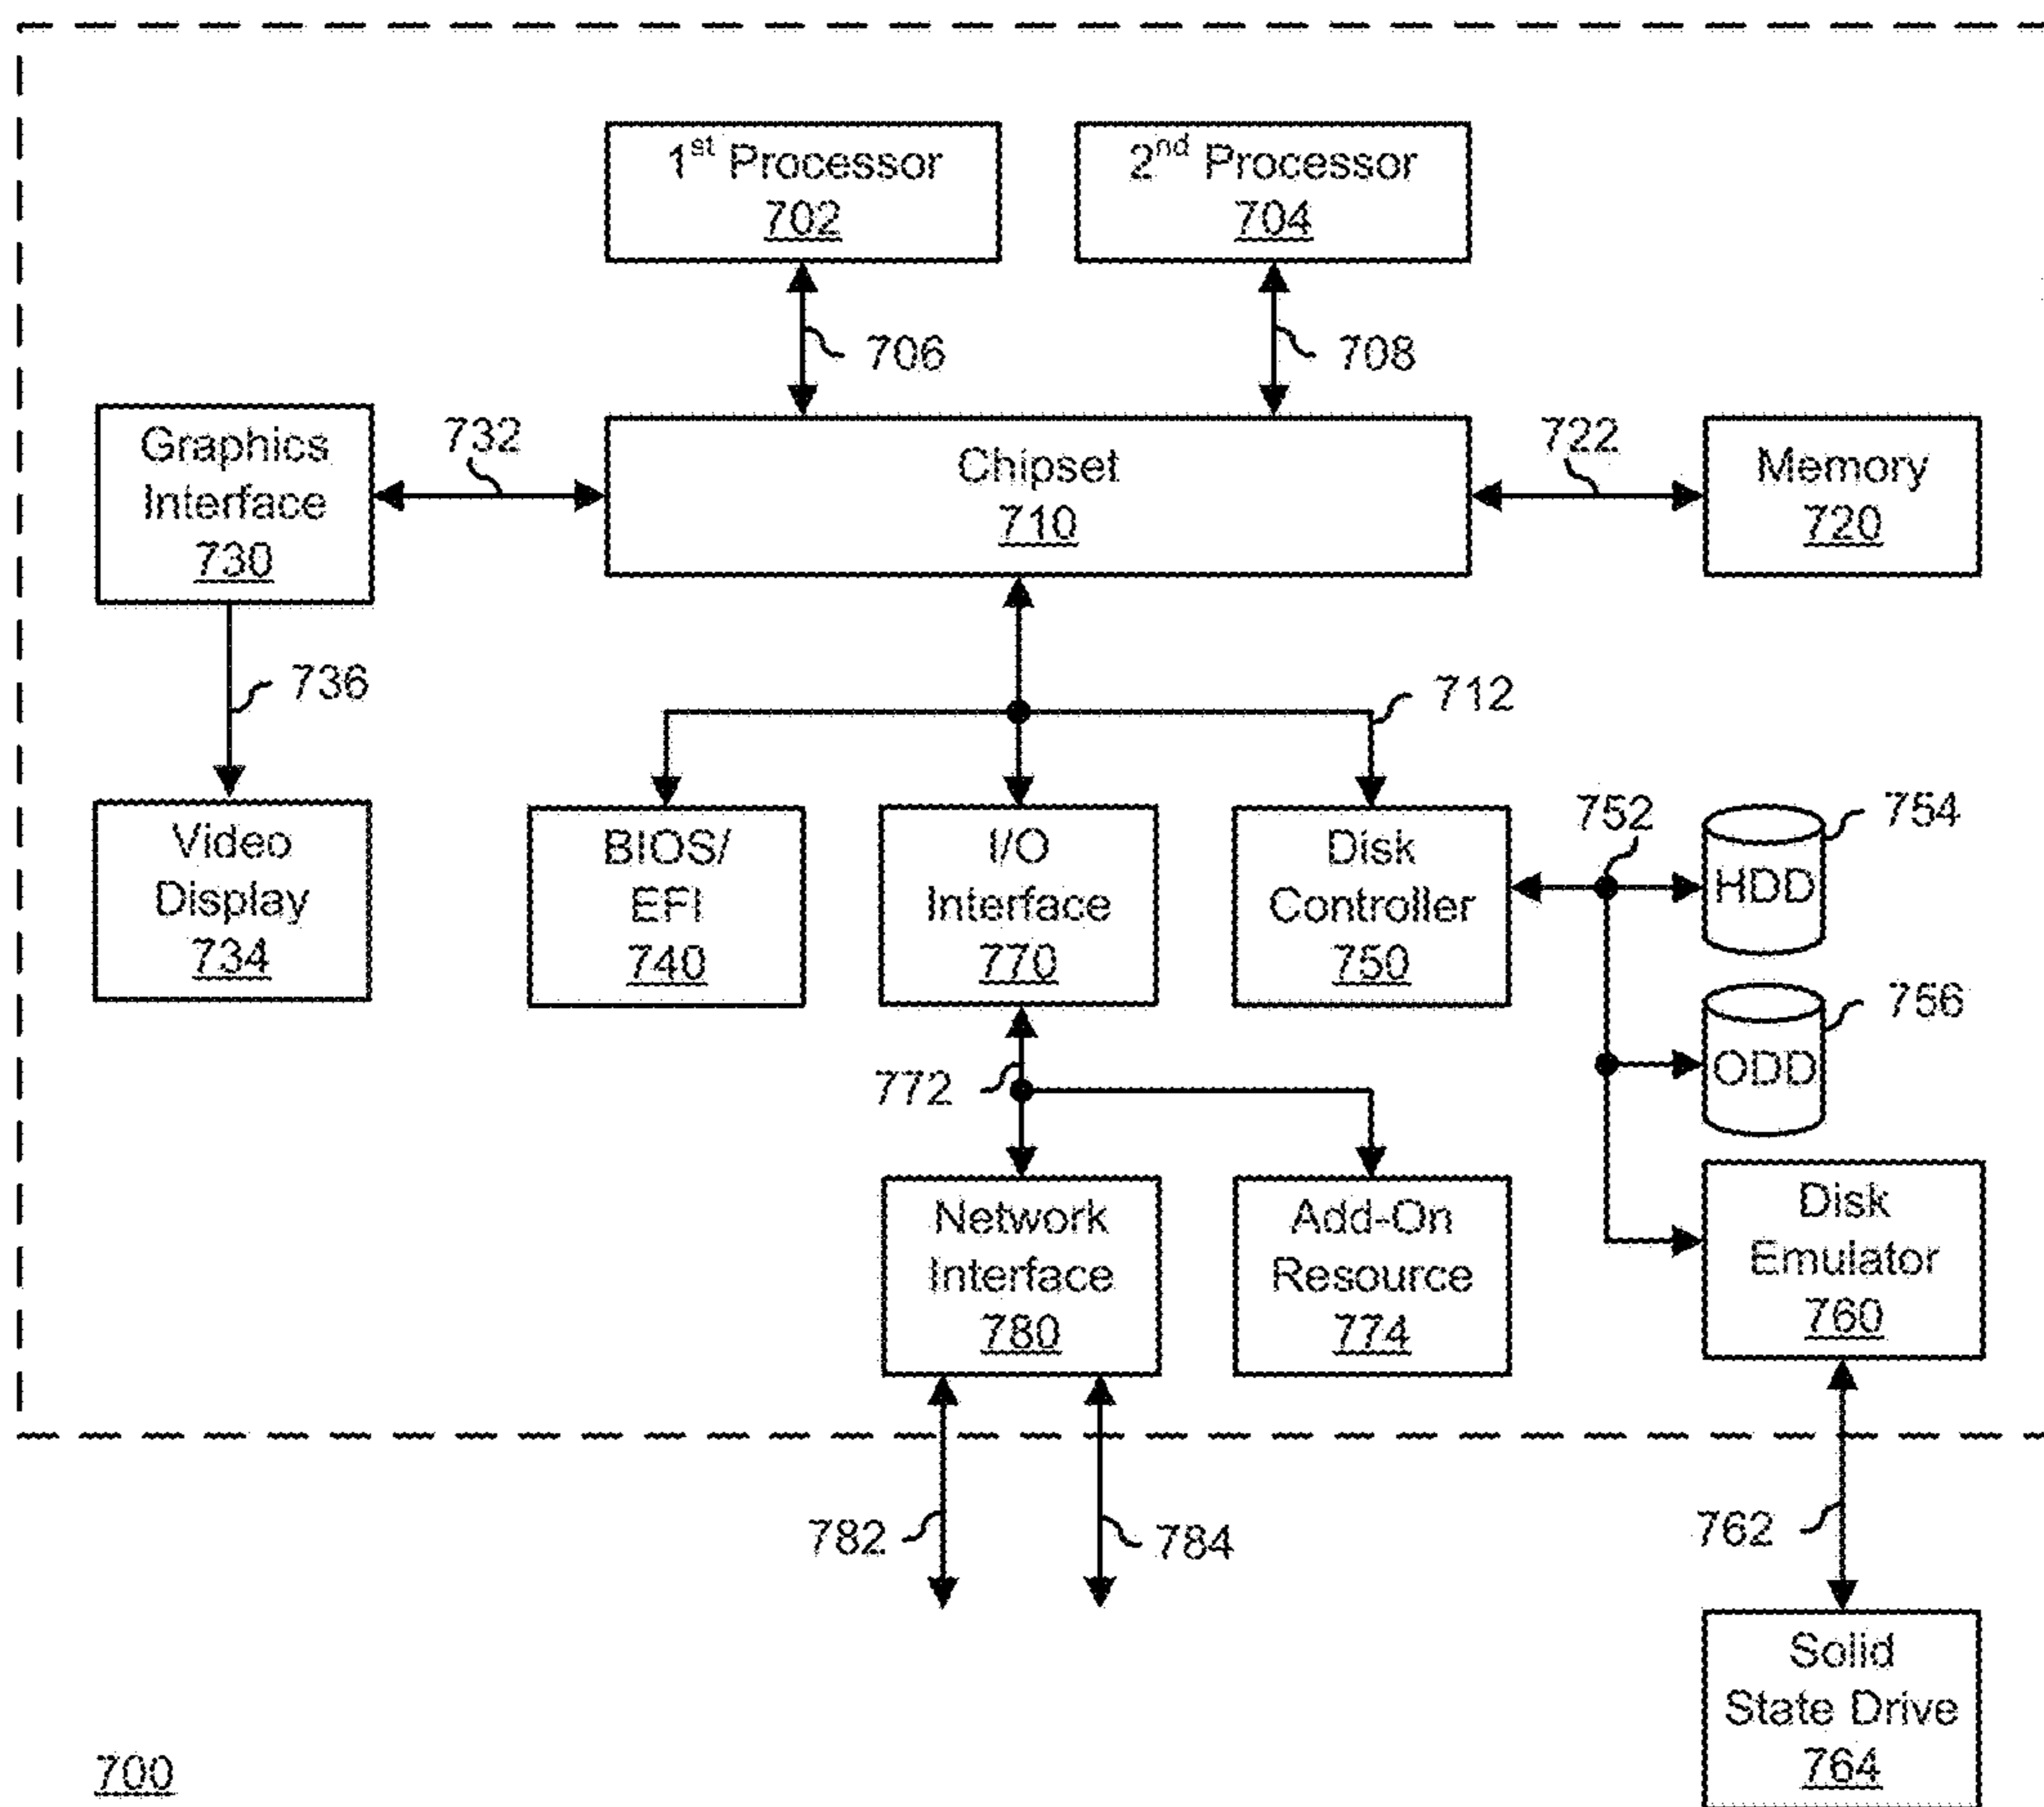 1st Processor
702
2nd Processor
704
706
708
Graphics
Interface
730
732
Chipset
710
722
Memory
720
736
712
Video
Display
734
BIOS/
EFI
740
I/O
Interface
770
Disk
Controller
750
752
754
HDD
756
ODD
772
Network
Interface
780
Add-On
Resource
774
Disk
Emulator
760
782
784
762
Solid
State Drive
764
700